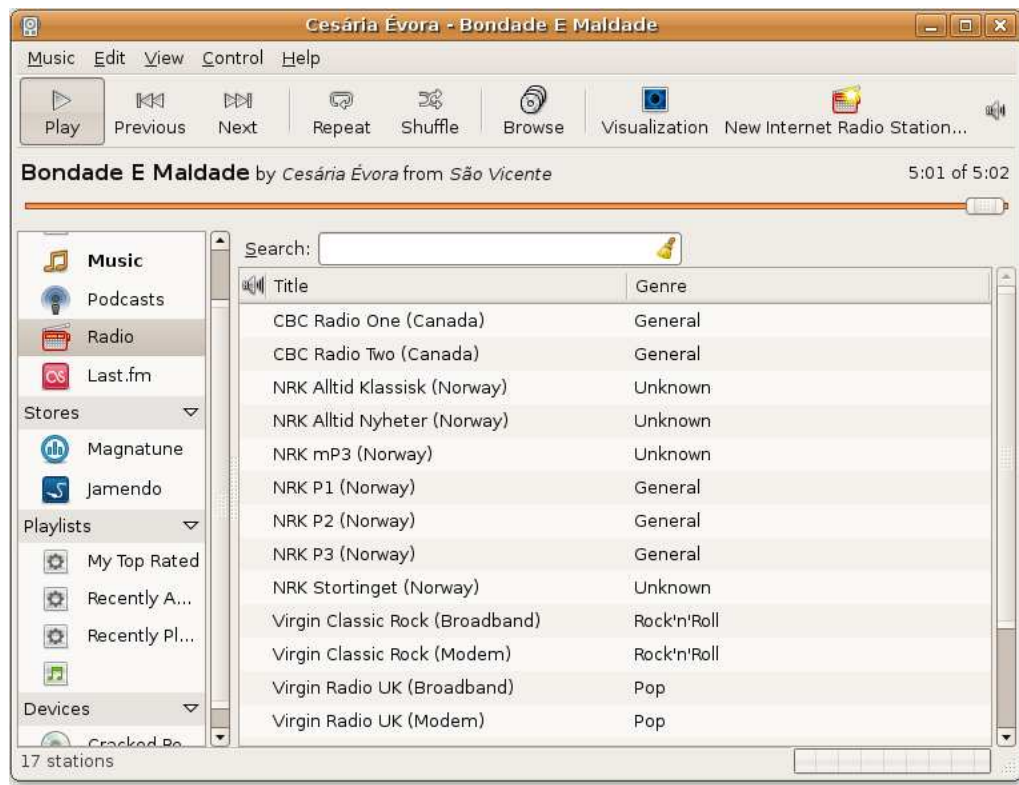 Cesária Évora - Bondade E Maldade
Music Edit View Control Help
Play Previous Next Repeat Shuffle Browse Visualization New Internet Radio Station...
Bondade E Maldade by Cesária Évora from São Vicente 5:01 of 5:02
Search:
Music
Podcasts
Radio
Last.fm
Stores
Magnatune
Jamendo
Playlists
My Top Rated
Recently A...
Recently Pl...
Devices
Cracked Re
Title Genre
CBC Radio One (Canada) General
CBC Radio Two (Canada) General
NRK Alltid Klassisk (Norway) Unknown
NRK Alltid Nyheter (Norway) Unknown
NRK mP3 (Norway) Unknown
NRK P1 (Norway) General
NRK P2 (Norway) General
NRK P3 (Norway) General
NRK Stortinget (Norway) Unknown
Virgin Classic Rock (Broadband) Rock'n'Roll
Virgin Classic Rock (Modem) Rock'n'Roll
Virgin Radio UK (Broadband) Pop
Virgin Radio UK (Modem) Pop
17 stations